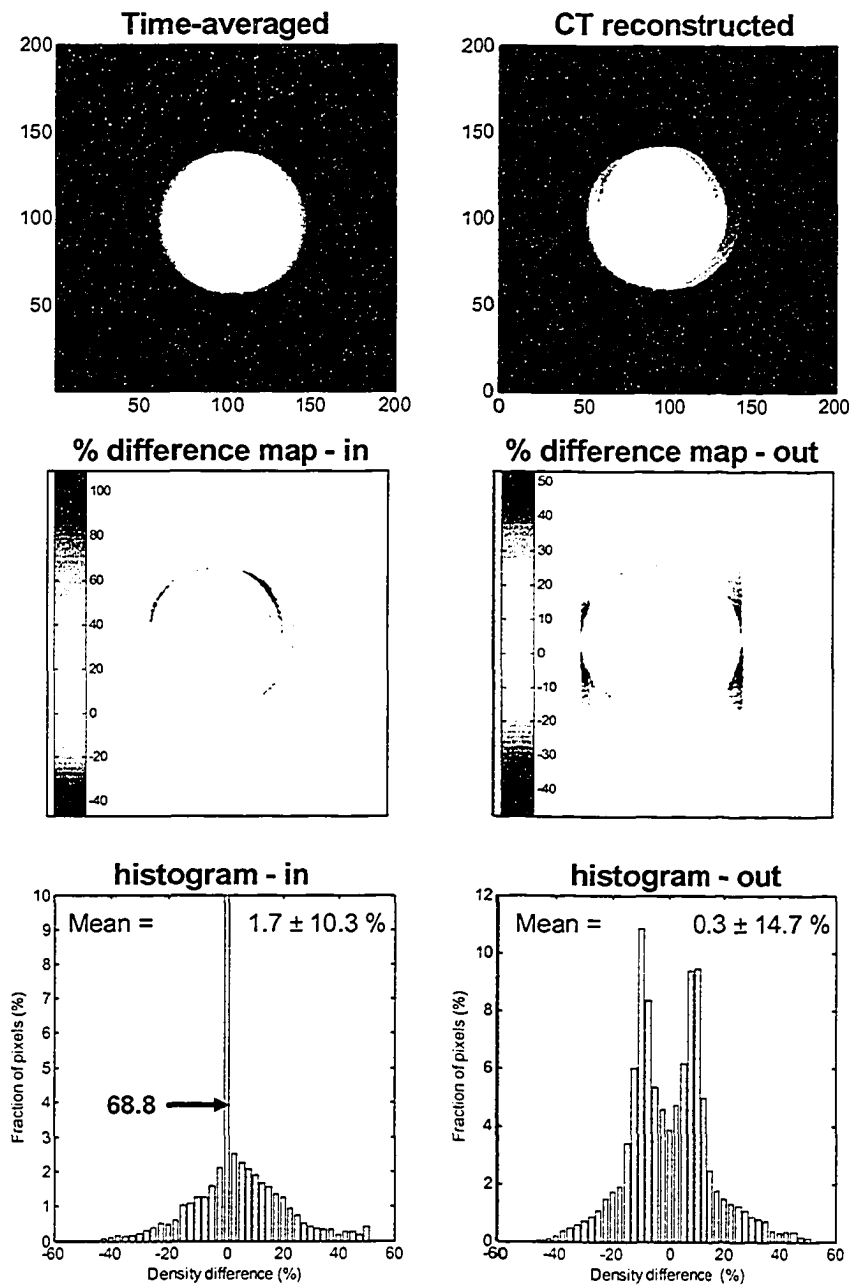 Time-averaged
CT reconstructed
200
150
100
50
50 100 150 200
200
150
100
50
0
0 50 100 150 200
% difference map - in
% difference map - out
100
80
60
40
20
0
-20
-40
50
40
30
20
10
0
-10
-20
-30
-40
histogram - in
histogram - out
10
9
8
7
6
5
4
3
2
1
0
Fraction of pixels (%)
Mean = 1.7 ± 10.3 %
68.8
-60 -40 -20 0 20 40 60
Density difference (%)
12
10
8
6
4
2
0
Fraction of pixels (%)
Mean = 0.3 ± 14.7 %
-60 -40 -20 0 20 40 60
Density difference (%)